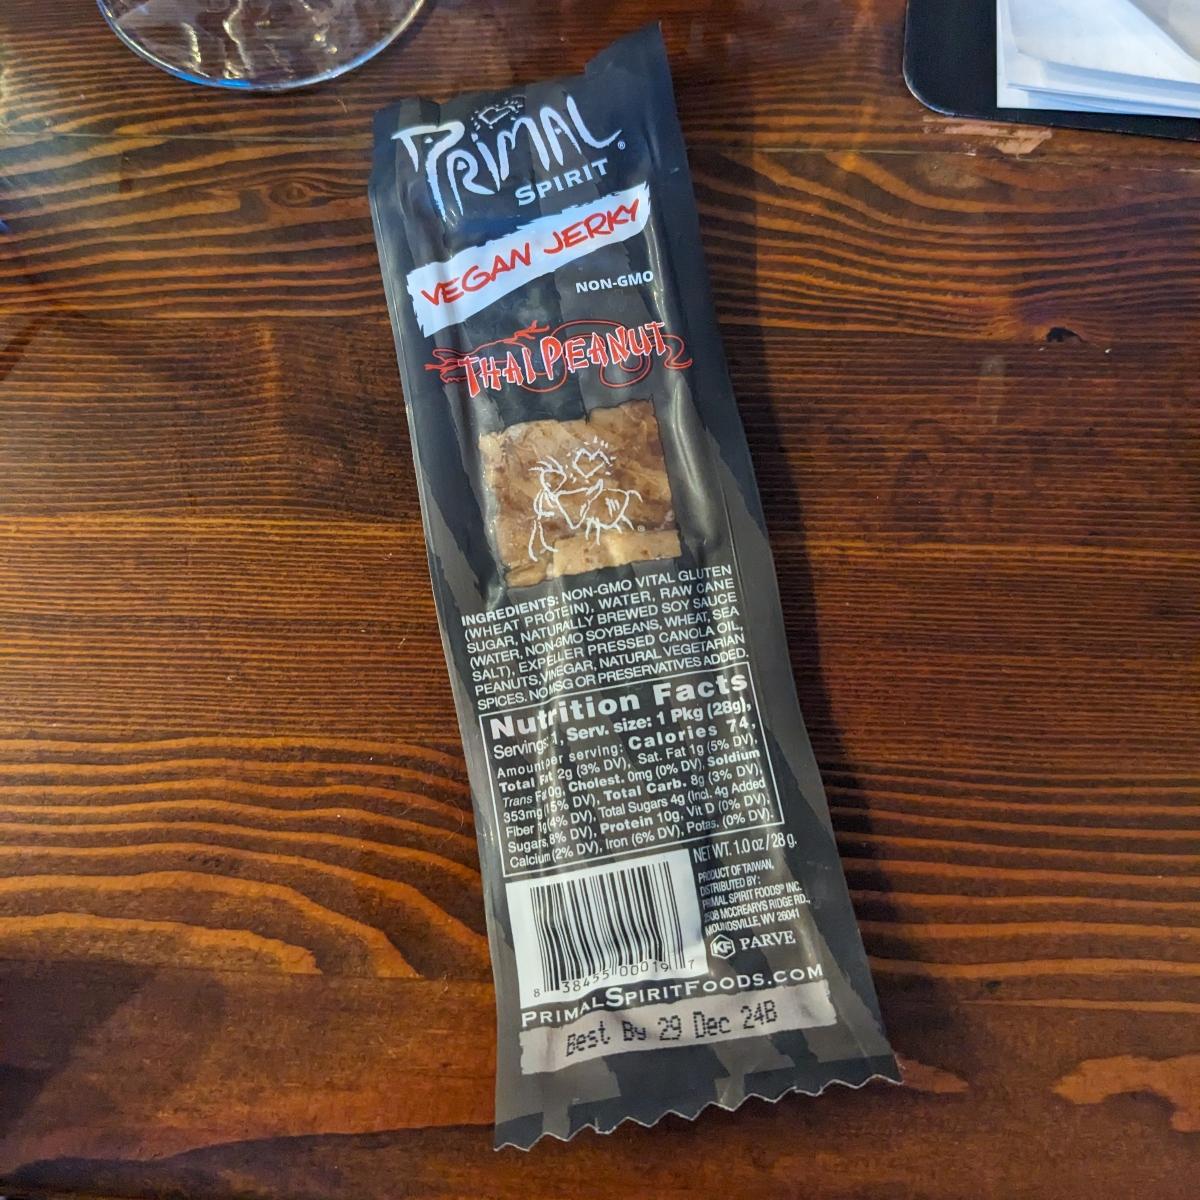 PRIMAL®
SPIRIT
VEGAN JERKY
NON-GMO
THAI PEANUT
INGREDIENTS: NON-GMO VITAL GLUTEN
(WHEAT PROTEIN), WATER, RAW CANE
SUGAR, NATURALLY BREWED SOY SAUCE
(WATER, NON-GMO SOYBEANS, WHEAT, SEA
SALT), EXPELLER PRESSED CANOLA OIL,
PEANUTS, VINEGAR, NATURAL VEGETARIAN
SPICES. NO MSG OR PRESERVATIVES ADDED.
Nutrition Facts
Servings: 1, Serv. size: 1 Pkg (28g),
Amount per serving: Calories 74,
Total Fat 2g (3% DV), Sat. Fat 1g (5% DV),
Trans Fat 0g, Cholest. 0mg (0% DV), Soldium
353mg (15% DV), Total Carb. 8g (3% DV),
Fiber 1g (4% DV), Total Sugars 4g (Incl. 4g Added
Sugars, 8% DV), Protein 10g, Vit D (0% DV),
Calcium (2% DV), Iron (6% DV), Potas. (0% DV).
NET WT. 1.0 oz / 28 g.
PRODUCT OF TAIWAN,
DISTRIBUTED BY:
PRIMAL SPIRIT FOODS® INC.
2508 MCCREARYS RIDGE RD.,
MOUNDSVILLE, WV 26041
KF PARVE
8 38455 00019 7
PRIMALSPIRITFOODS.COM
Best By 29 Dec 24B